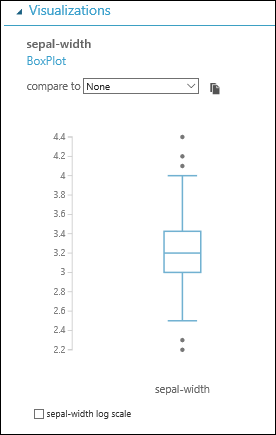 Visualizations
sepal-width
BoxPlot
compare to None
4.4
4.2
4
3.8
3.6
3.4
3.2
3
2.8
2.6
2.4
2.2
sepal-width
sepal-width log scale